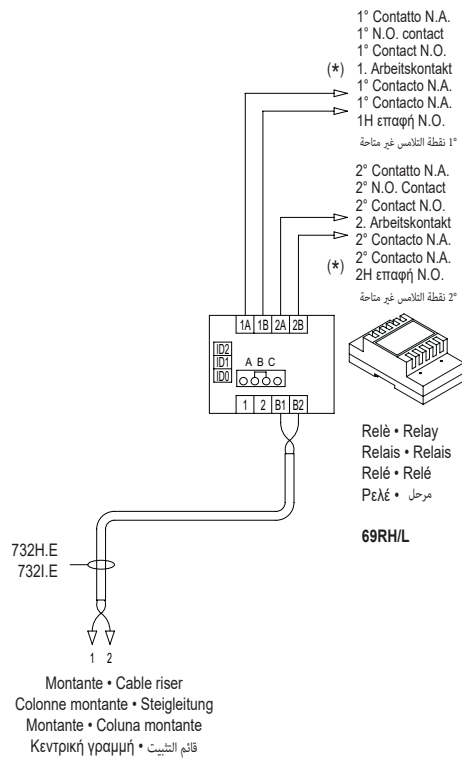 1° Contatto N.A.
1° N.O. contact
1° Contact N.O.
(*) 1. Arbeitskontakt
1° Contacto N.A.
1° Contacto N.A.
1Η επαφή N.O.
1° نقطة التلامس غير متاحة
2° Contatto N.A.
2° N.O. Contact
2° Contact N.O.
2. Arbeitskontakt
2° Contacto N.A.
(*) 2° Contacto N.A.
2Η επαφή N.O.
2° نقطة التلامس غير متاحة
1A 1B 2A 2B
ID2
ID1
ID0
A B C
1 2 B1 B2
Relè • Relay
Relais • Relais
Relé • Relé
Ρελέ • مرحل
69RH/L
732H.E
732I.E
1 2
Montante • Cable riser
Colonne montante • Steigleitung
Montante • Coluna montante
Κεντρική γραμμή • قائم التثبيت